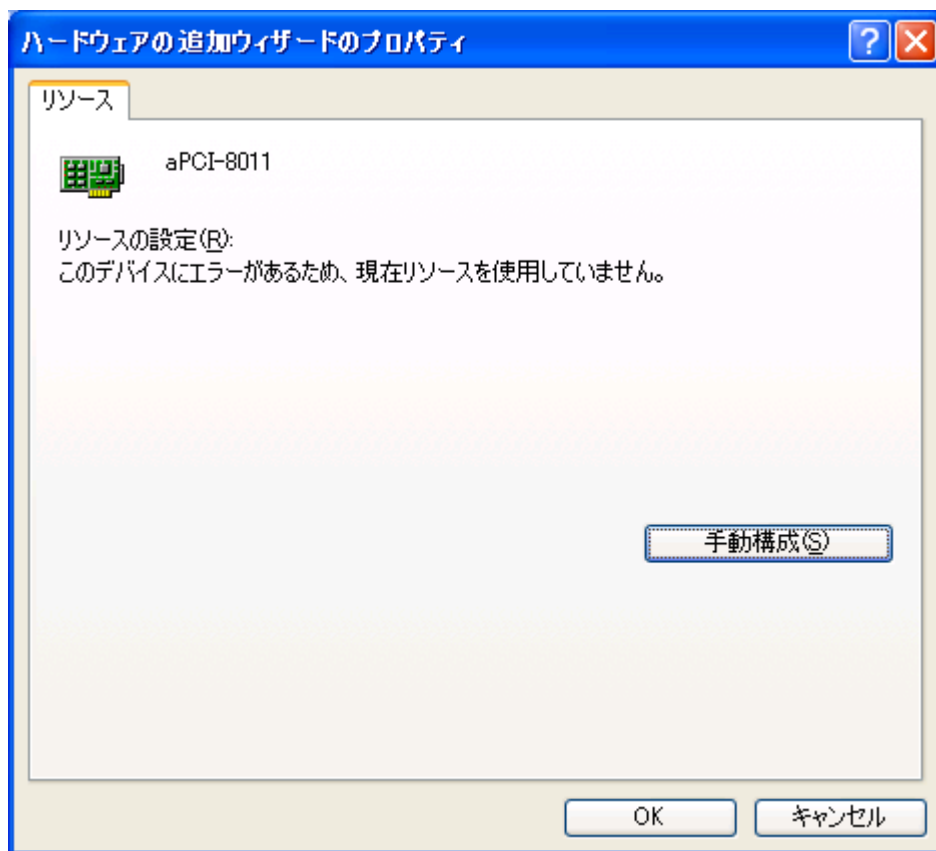 ハードウェアの追加ウィザードのプロパティ
リソース
aPCI-8011
リソースの設定(R):
このデバイスにエラーがあるため、現在リソースを使用していません。
手動構成(S)
OK
キャンセル